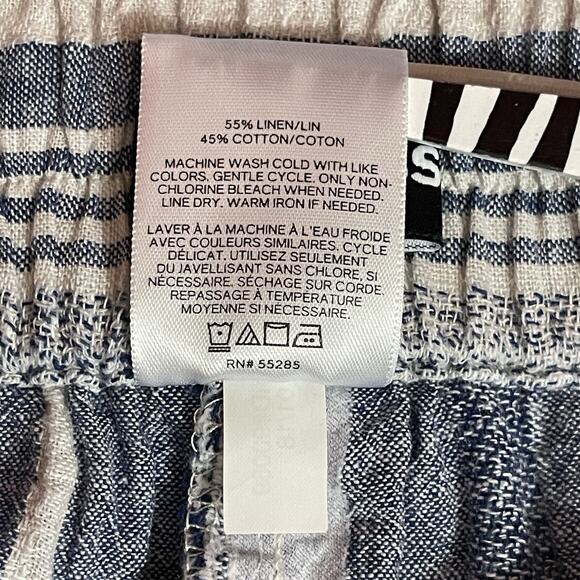 55% LINEN/LIN
45% COTTON/COTON
MACHINE WASH COLD WITH LIKE
COLORS. GENTLE CYCLE. ONLY NON-
CHLORINE BLEACH WHEN NEEDED.
LINE DRY. WARM IRON IF NEEDED.
LAVER À LA MACHINE À L'EAU FROIDE
AVEC COULEURS SIMILAIRES. CYCLE
DÉLICAT. UTILISEZ SEULEMENT
DU JAVELLISANT SANS CHLORE, SI
NÉCESSAIRE. SÉCHAGE SUR CORDE.
REPASSAGE À TEMPÉRATURE
MOYENNE SI NÉCESSAIRE.
RN# 55285
S